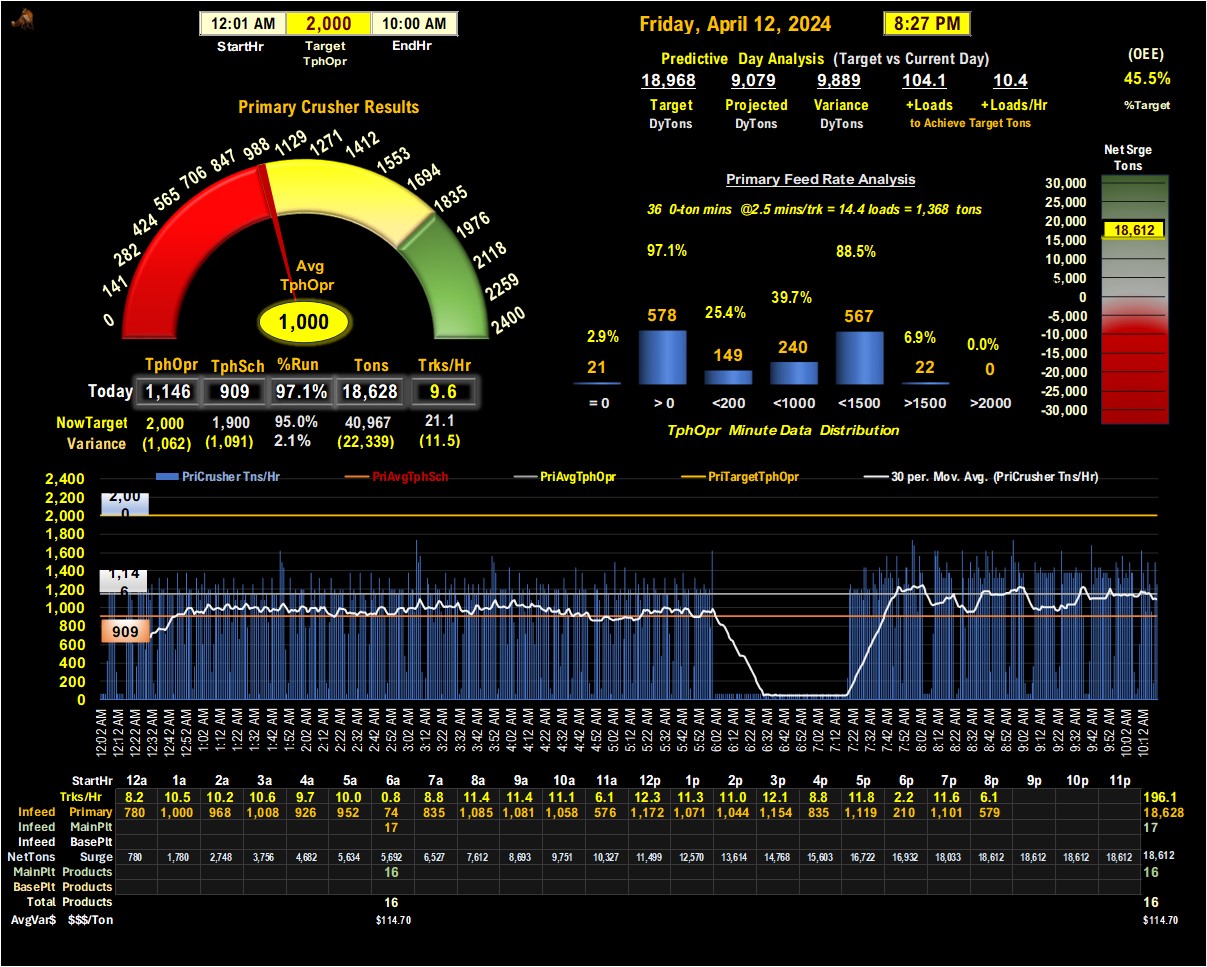 12:01 AM 2,000 10:00 AM
StartHr Target TphOpr EndHr
Friday, April 12, 2024 8:27 PM
Predictive Day Analysis (Target vs Current Day)
18,968 9,079 9,889 104.1 10.4
Target Projected Variance +Loads +Loads/Hr
DyTons DyTons DyTons to Achieve Target Tons
(OEE)
45.5%
%Target
Primary Crusher Results
0 141 282 424 565 706 847 988 1129 1271 1412 1553 1694 1835 1976 2118 2259 2400
Avg
TphOpr
1,000
TphOpr TphSch %Run Tons Trks/Hr
Today 1,146 909 97.1% 18,628 9.6
NowTarget 2,000 1,900 95.0% 40,967 21.1
Variance (1,062) (1,091) 2.1% (22,339) (11.5)
Primary Feed Rate Analysis
36 0-ton mins @2.5 mins/trk = 14.4 loads = 1,368 tons
2.9% 97.1% 25.4% 39.7% 88.5% 6.9% 0.0%
21 578 149 240 567 22 0
= 0 > 0 <200 <1000 <1500 >1500 >2000
TphOpr Minute Data Distribution
Net Srge
Tons
30,000
25,000
20,000
18,612
15,000
10,000
5,000
0
-5,000
-10,000
-15,000
-20,000
-25,000
-30,000
PriCrusher Tns/Hr PriAvgTphSch PriAvgTphOpr PriTargetTphOpr 30 per. Mov. Avg. (PriCrusher Tns/Hr)
2,400
2,200
2,000
1,800
1,600
1,400
1,200
1,000
800
600
400
200
0
2,000
1,146
909
12:02 AM 12:12 AM 12:22 AM 12:32 AM 12:42 AM 12:52 AM 1:02 AM 1:12 AM 1:22 AM 1:32 AM 1:42 AM 1:52 AM 2:02 AM 2:12 AM 2:22 AM 2:32 AM 2:42 AM 2:52 AM 3:02 AM 3:12 AM 3:22 AM 3:32 AM 3:42 AM 3:52 AM 4:02 AM 4:12 AM 4:22 AM 4:32 AM 4:42 AM 4:52 AM 5:02 AM 5:12 AM 5:22 AM 5:32 AM 5:42 AM 5:52 AM 6:02 AM 6:12 AM 6:22 AM 6:32 AM 6:42 AM 6:52 AM 7:02 AM 7:12 AM 7:22 AM 7:32 AM 7:42 AM 7:52 AM 8:02 AM 8:12 AM 8:22 AM 8:32 AM 8:42 AM 8:52 AM 9:02 AM 9:12 AM 9:22 AM 9:32 AM 9:42 AM 9:52 AM 10:02 AM 10:12 AM
StartHr 12a 1a 2a 3a 4a 5a 6a 7a 8a 9a 10a 11a 12p 1p 2p 3p 4p 5p 6p 7p 8p 9p 10p 11p
Trks/Hr 8.2 10.5 10.2 10.6 9.7 10.0 0.8 8.8 11.4 11.4 11.1 6.1 12.3 11.3 11.0 12.1 8.8 11.8 2.2 11.6 6.1 196.1
Infeed Primary 780 1,000 968 1,008 926 952 74 835 1,085 1,081 1,058 576 1,172 1,071 1,044 1,154 835 1,119 210 1,101 579 18,628
Infeed MainPlt 17 17
Infeed BasePlt
NetTons Surge 780 1,780 2,748 3,756 4,682 5,634 5,692 6,527 7,612 8,693 9,751 10,327 11,499 12,570 13,614 14,768 15,603 16,722 16,932 18,033 18,612 18,612 18,612 18,612 18,612
MainPlt Products 16 16
BasePlt Products
Total Products 16 16
AvgVar$ $$$/Ton $114.70 $114.70